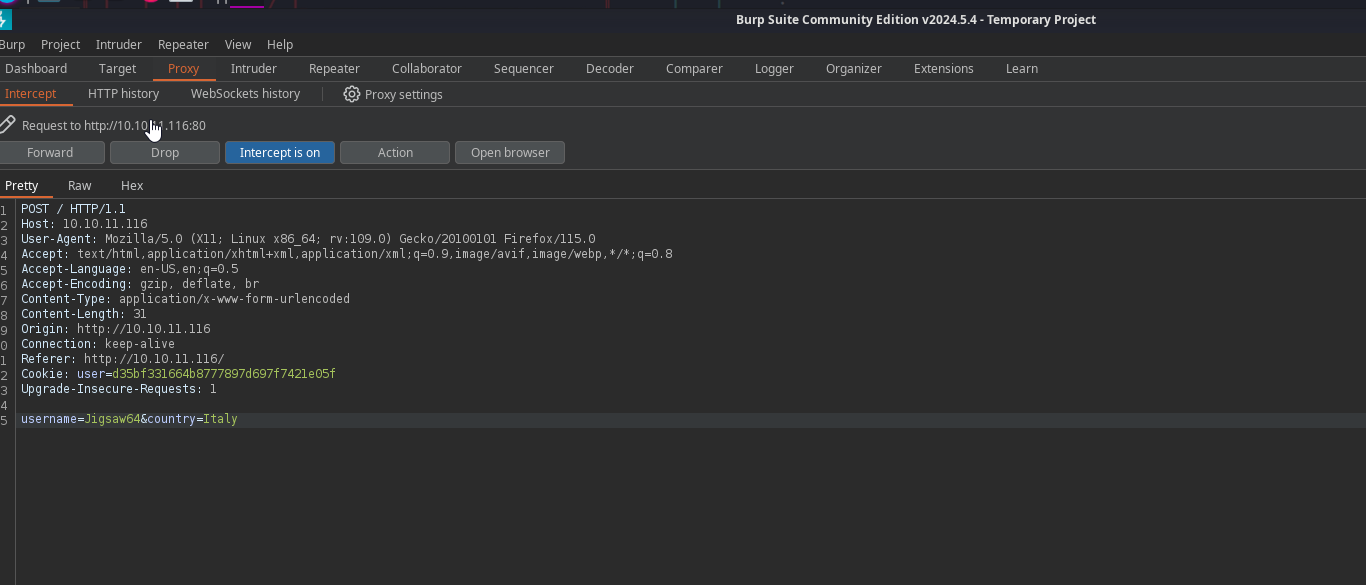 Burp Suite Community Edition v2024.5.4 - Temporary Project
Burp Project Intruder Repeater View Help
Dashboard Target Proxy Intruder Repeater Collaborator Sequencer Decoder Comparer Logger Organizer Extensions Learn
Intercept HTTP history WebSockets history Proxy settings
Request to http://10.10.11.116:80
Forward Drop Intercept is on Action Open browser
Pretty Raw Hex
1 POST / HTTP/1.1
2 Host: 10.10.11.116
3 User-Agent: Mozilla/5.0 (X11; Linux x86_64; rv:109.0) Gecko/20100101 Firefox/115.0
4 Accept: text/html,application/xhtml+xml,application/xml;q=0.9,image/avif,image/webp,*/*;q=0.8
5 Accept-Language: en-US,en;q=0.5
6 Accept-Encoding: gzip, deflate, br
7 Content-Type: application/x-www-form-urlencoded
8 Content-Length: 31
9 Origin: http://10.10.11.116
0 Connection: keep-alive
1 Referer: http://10.10.11.116/
2 Cookie: user=d35bf331664b8777897d697f7421e05f
3 Upgrade-Insecure-Requests: 1
4
5 username=Jigsaw64&country=Italy